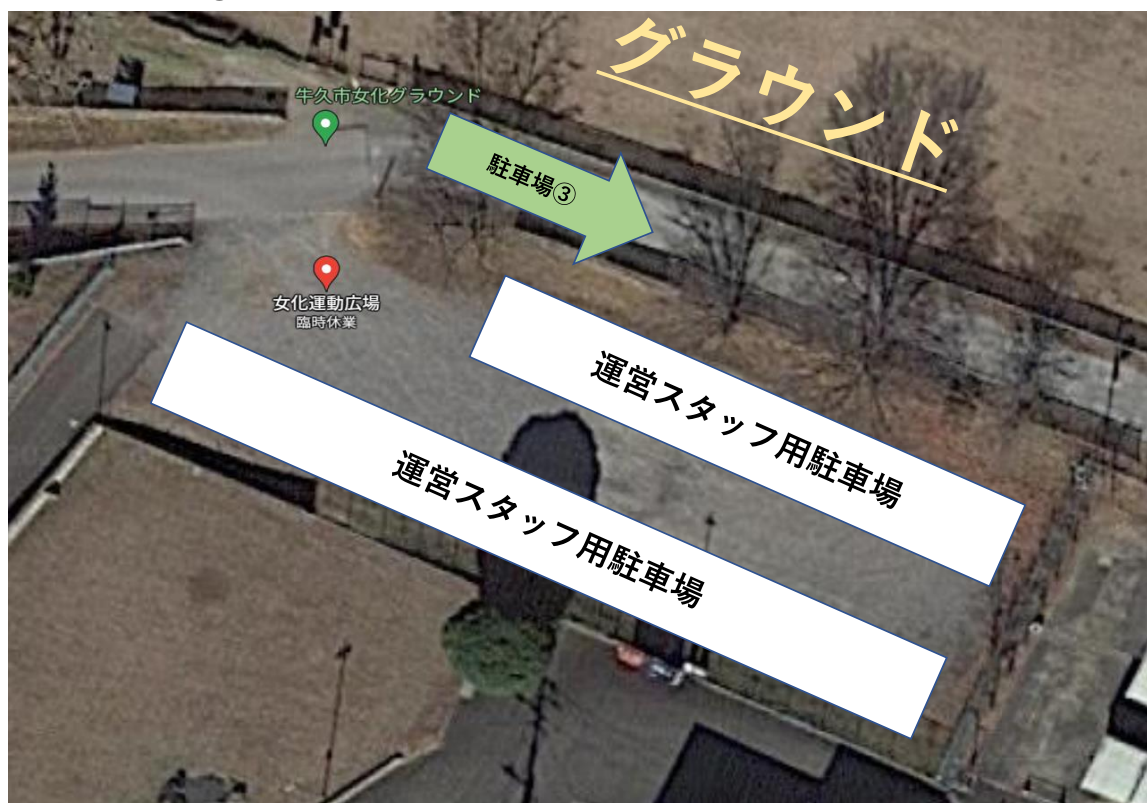 グラウンド
牛久市女化グラウンド
駐車場③
女化運動広場
臨時休業
運営スタッフ用駐車場
運営スタッフ用駐車場